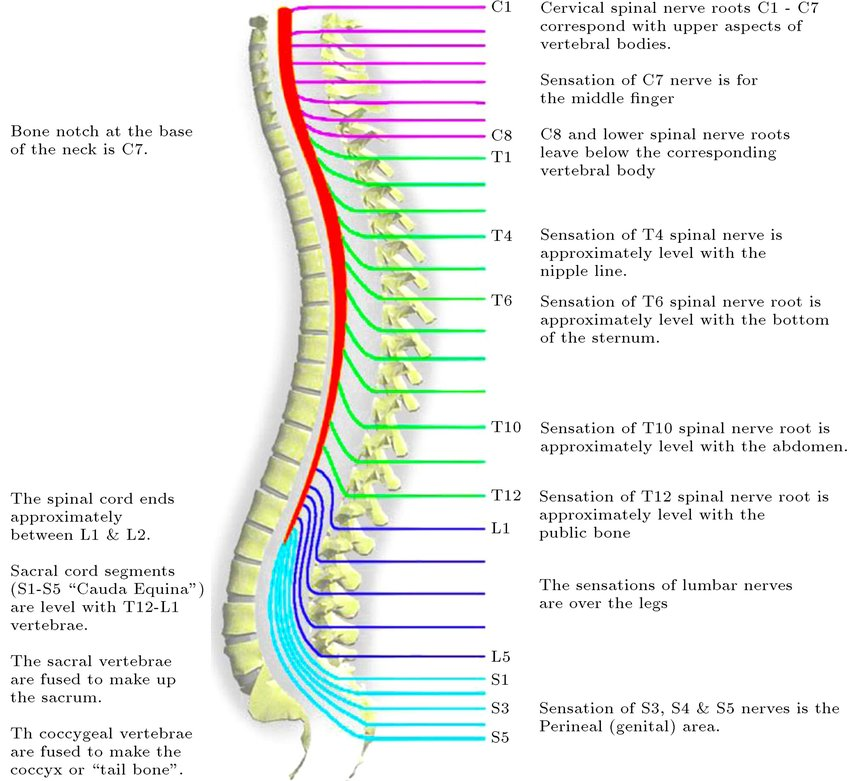 C1
Cervical spinal nerve roots C1 - C7
correspond with upper aspects of
vertebral bodies.
Sensation of C7 nerve is for
the middle finger
Bone notch at the base
of the neck is C7.
C8
C8 and lower spinal nerve roots
leave below the corresponding
vertebral body
T1
T4
Sensation of T4 spinal nerve is
approximately level with the
nipple line.
T6
Sensation of T6 spinal nerve root is
approximately level with the bottom
of the sternum.
T10
Sensation of T10 spinal nerve root is
approximately level with the abdomen.
T12
Sensation of T12 spinal nerve root is
approximately level with the
public bone
The spinal cord ends
approximately
between L1 & L2.
L1
Sacral cord segments
(S1-S5 “Cauda Equina”)
are level with T12-L1
vertebrae.
The sensations of lumbar nerves
are over the legs
The sacral vertebrae
are fused to make up
the sacrum.
L5
S1
S3
Sensation of S3, S4 & S5 nerves is the
Perineal (genital) area.
S5
Th coccygeal vertebrae
are fused to make the
coccyx or “tail bone”.